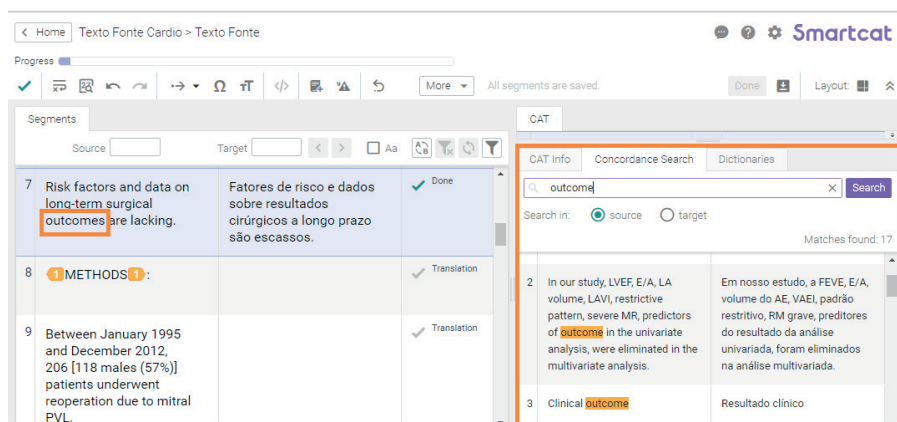 Home
Texto Fonte Cardio > Texto Fonte
Smartcat
Progress
More
All segments are saved.
Done
Layout:
Segments
Source
Target
Aa
7
Risk factors and data on
long-term surgical
outcomes are lacking.
Fatores de risco e dados
sobre resultados
cirúrgicos a longo prazo
são escassos.
Done
8
1 METHODS 1 :
Translation
9
Between January 1995
and December 2012,
206 [118 males (57%)]
patients underwent
reoperation due to mitral
PVL.
Translation
CAT
CAT Info
Concordance Search
Dictionaries
outcome
Search
Search in:
source
target
Matches found: 17
2
In our study, LVEF, E/A, LA
volume, LAVI, restrictive
pattern, severe MR, predictors
of outcome in the univariate
analysis, were eliminated in the
multivariate analysis.
Em nosso estudo, a FEVE, E/A,
volume do AE, VAEI, padrão
restritivo, RM grave, preditores
do resultado da análise
univariada, foram eliminados
na análise multivariada.
3
Clinical outcome
Resultado clínico